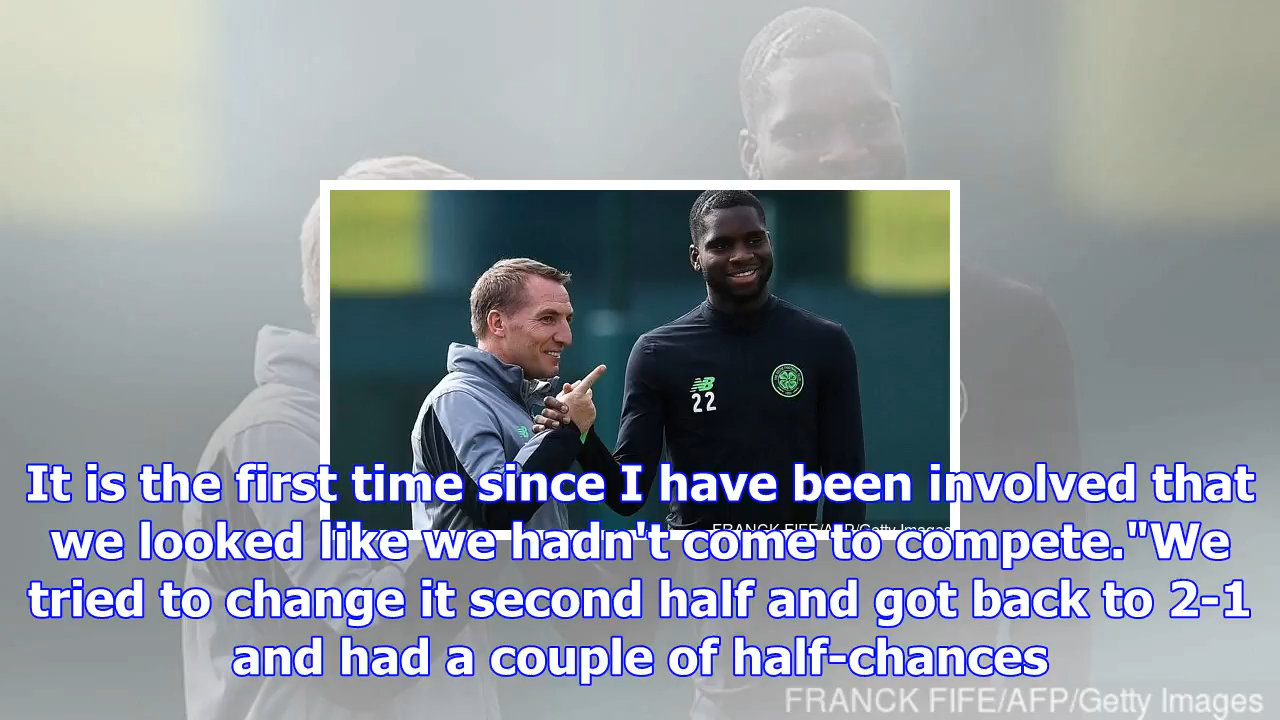 22
FRANCK FIFE/AFP/Getty Images
It is the first time since I have been involved that
we looked like we hadn't come to compete."We
tried to change it second half and got back to 2-1
and had a couple of half-chances
FRANCK FIFE/AFP/Getty Images